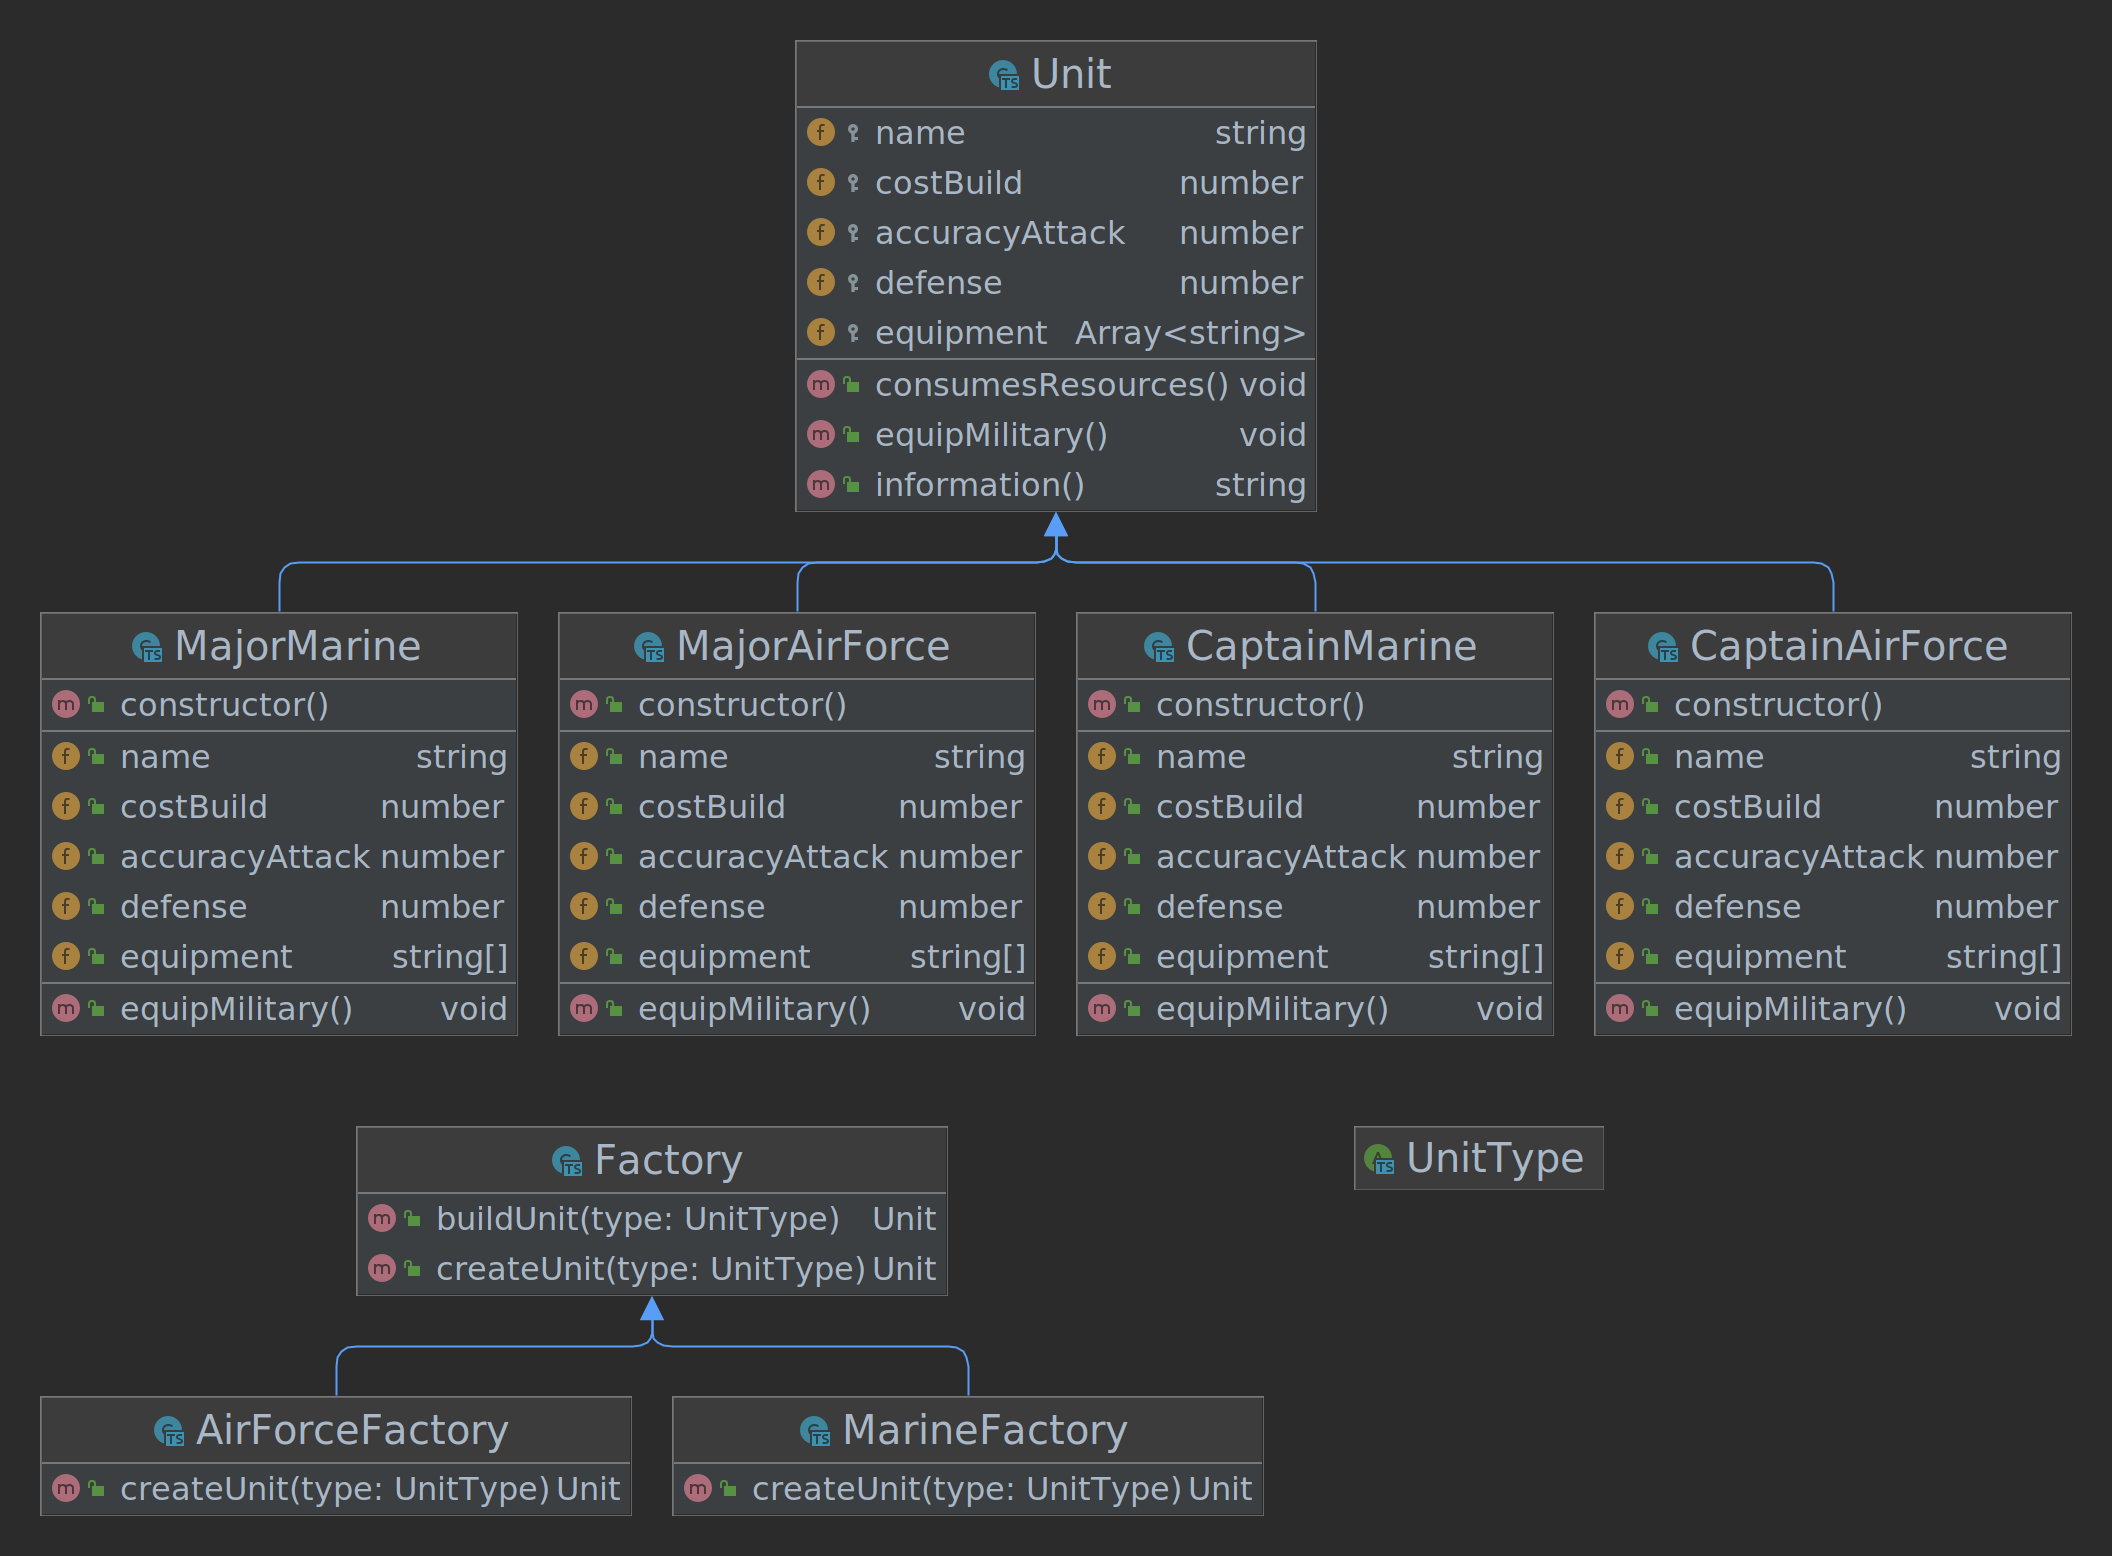 Unit
name string
costBuild number
accuracyAttack number
defense number
equipment Array<string>
consumesResources() void
equipMilitary() void
information() string
MajorMarine
constructor()
name string
costBuild number
accuracyAttack number
defense number
equipment string[]
equipMilitary() void
MajorAirForce
constructor()
name string
costBuild number
accuracyAttack number
defense number
equipment string[]
equipMilitary() void
CaptainMarine
constructor()
name string
costBuild number
accuracyAttack number
defense number
equipment string[]
equipMilitary() void
CaptainAirForce
constructor()
name string
costBuild number
accuracyAttack number
defense number
equipment string[]
equipMilitary() void
Factory
buildUnit(type: UnitType) Unit
createUnit(type: UnitType) Unit
UnitType
AirForceFactory
createUnit(type: UnitType) Unit
MarineFactory
createUnit(type: UnitType) Unit